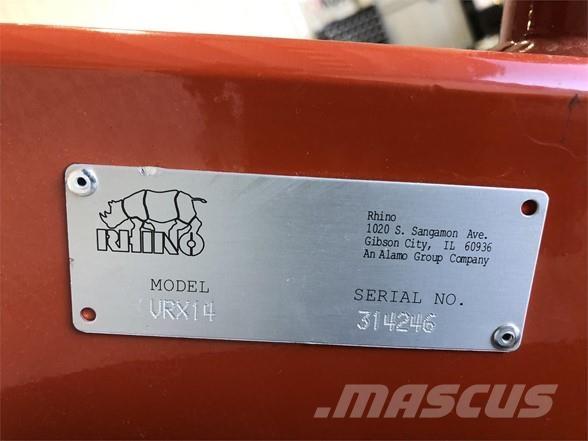 RHINO
Rhino
1020 S. Sangamon Ave.
Gibson City, IL 60936
An Alamo Group Company
MODEL
VRX14
SERIAL NO.
314246
MASCUS